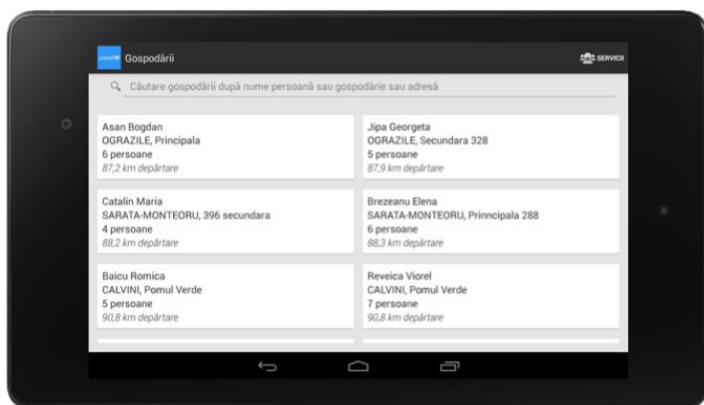 unicef
Gospodării
SERVICII
Căutare gospodării după nume persoană sau gospodărie sau adresă
Asan Bogdan
OGRAZILE, Principala
6 persoane
87,2 km depărtare
Jipa Georgeta
OGRAZILE, Secundara 328
5 persoane
87,9 km depărtare
Catalin Maria
SARATA-MONTEORU, 396 secundara
4 persoane
88,2 km depărtare
Brezeanu Elena
SARATA-MONTEORU, Prinncipala 288
6 persoane
88,3 km depărtare
Baicu Romica
CALVINI, Pomul Verde
5 persoane
90,8 km depărtare
Reveica Viorel
CALVINI, Pomul Verde
7 persoane
90,8 km depărtare